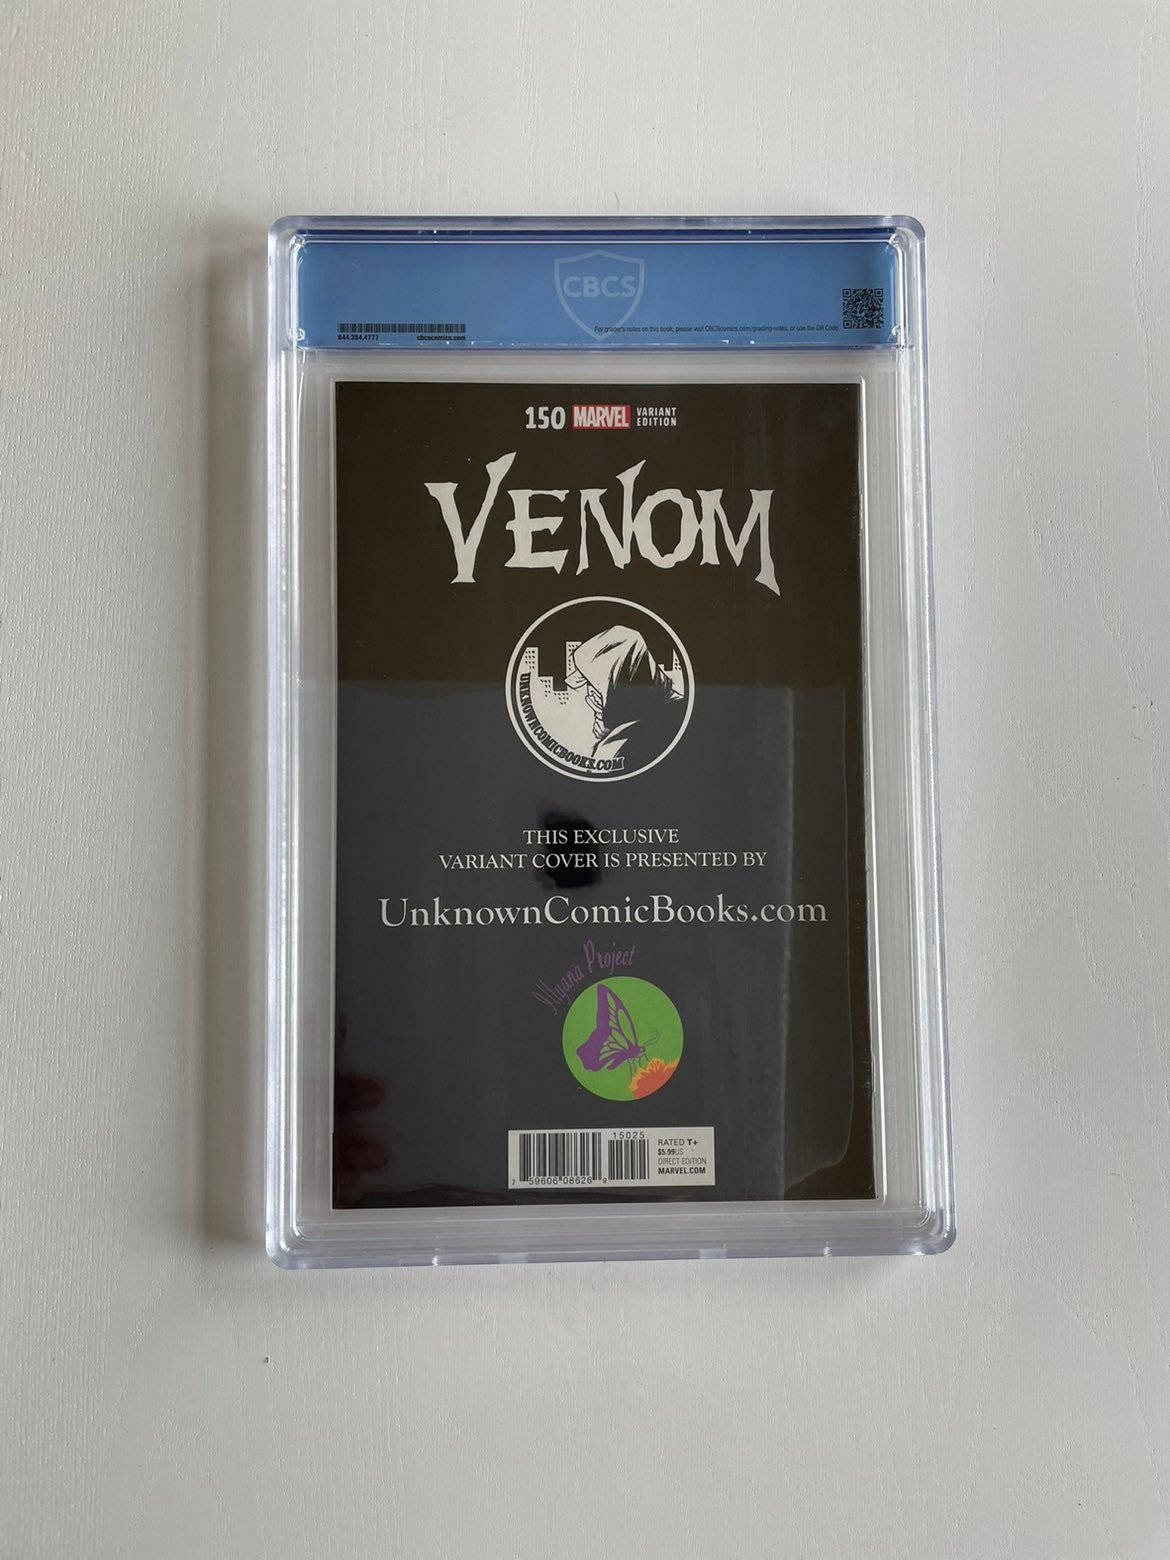 CBCS
For grader's notes on this book, please visit CBCScomics.com/grading-notes, or use the QR Code.
844.384.4777 cbcscomics.com
150 MARVEL VARIANT EDITION
VENOM
UNKNOWNCOMICBOOKS.COM
THIS EXCLUSIVE
VARIANT COVER IS PRESENTED BY
UnknownComicBooks.com
Illyana Project
15025
RATED T+
$5.99US
DIRECT EDITION
MARVEL.COM
7 59606 08626 9